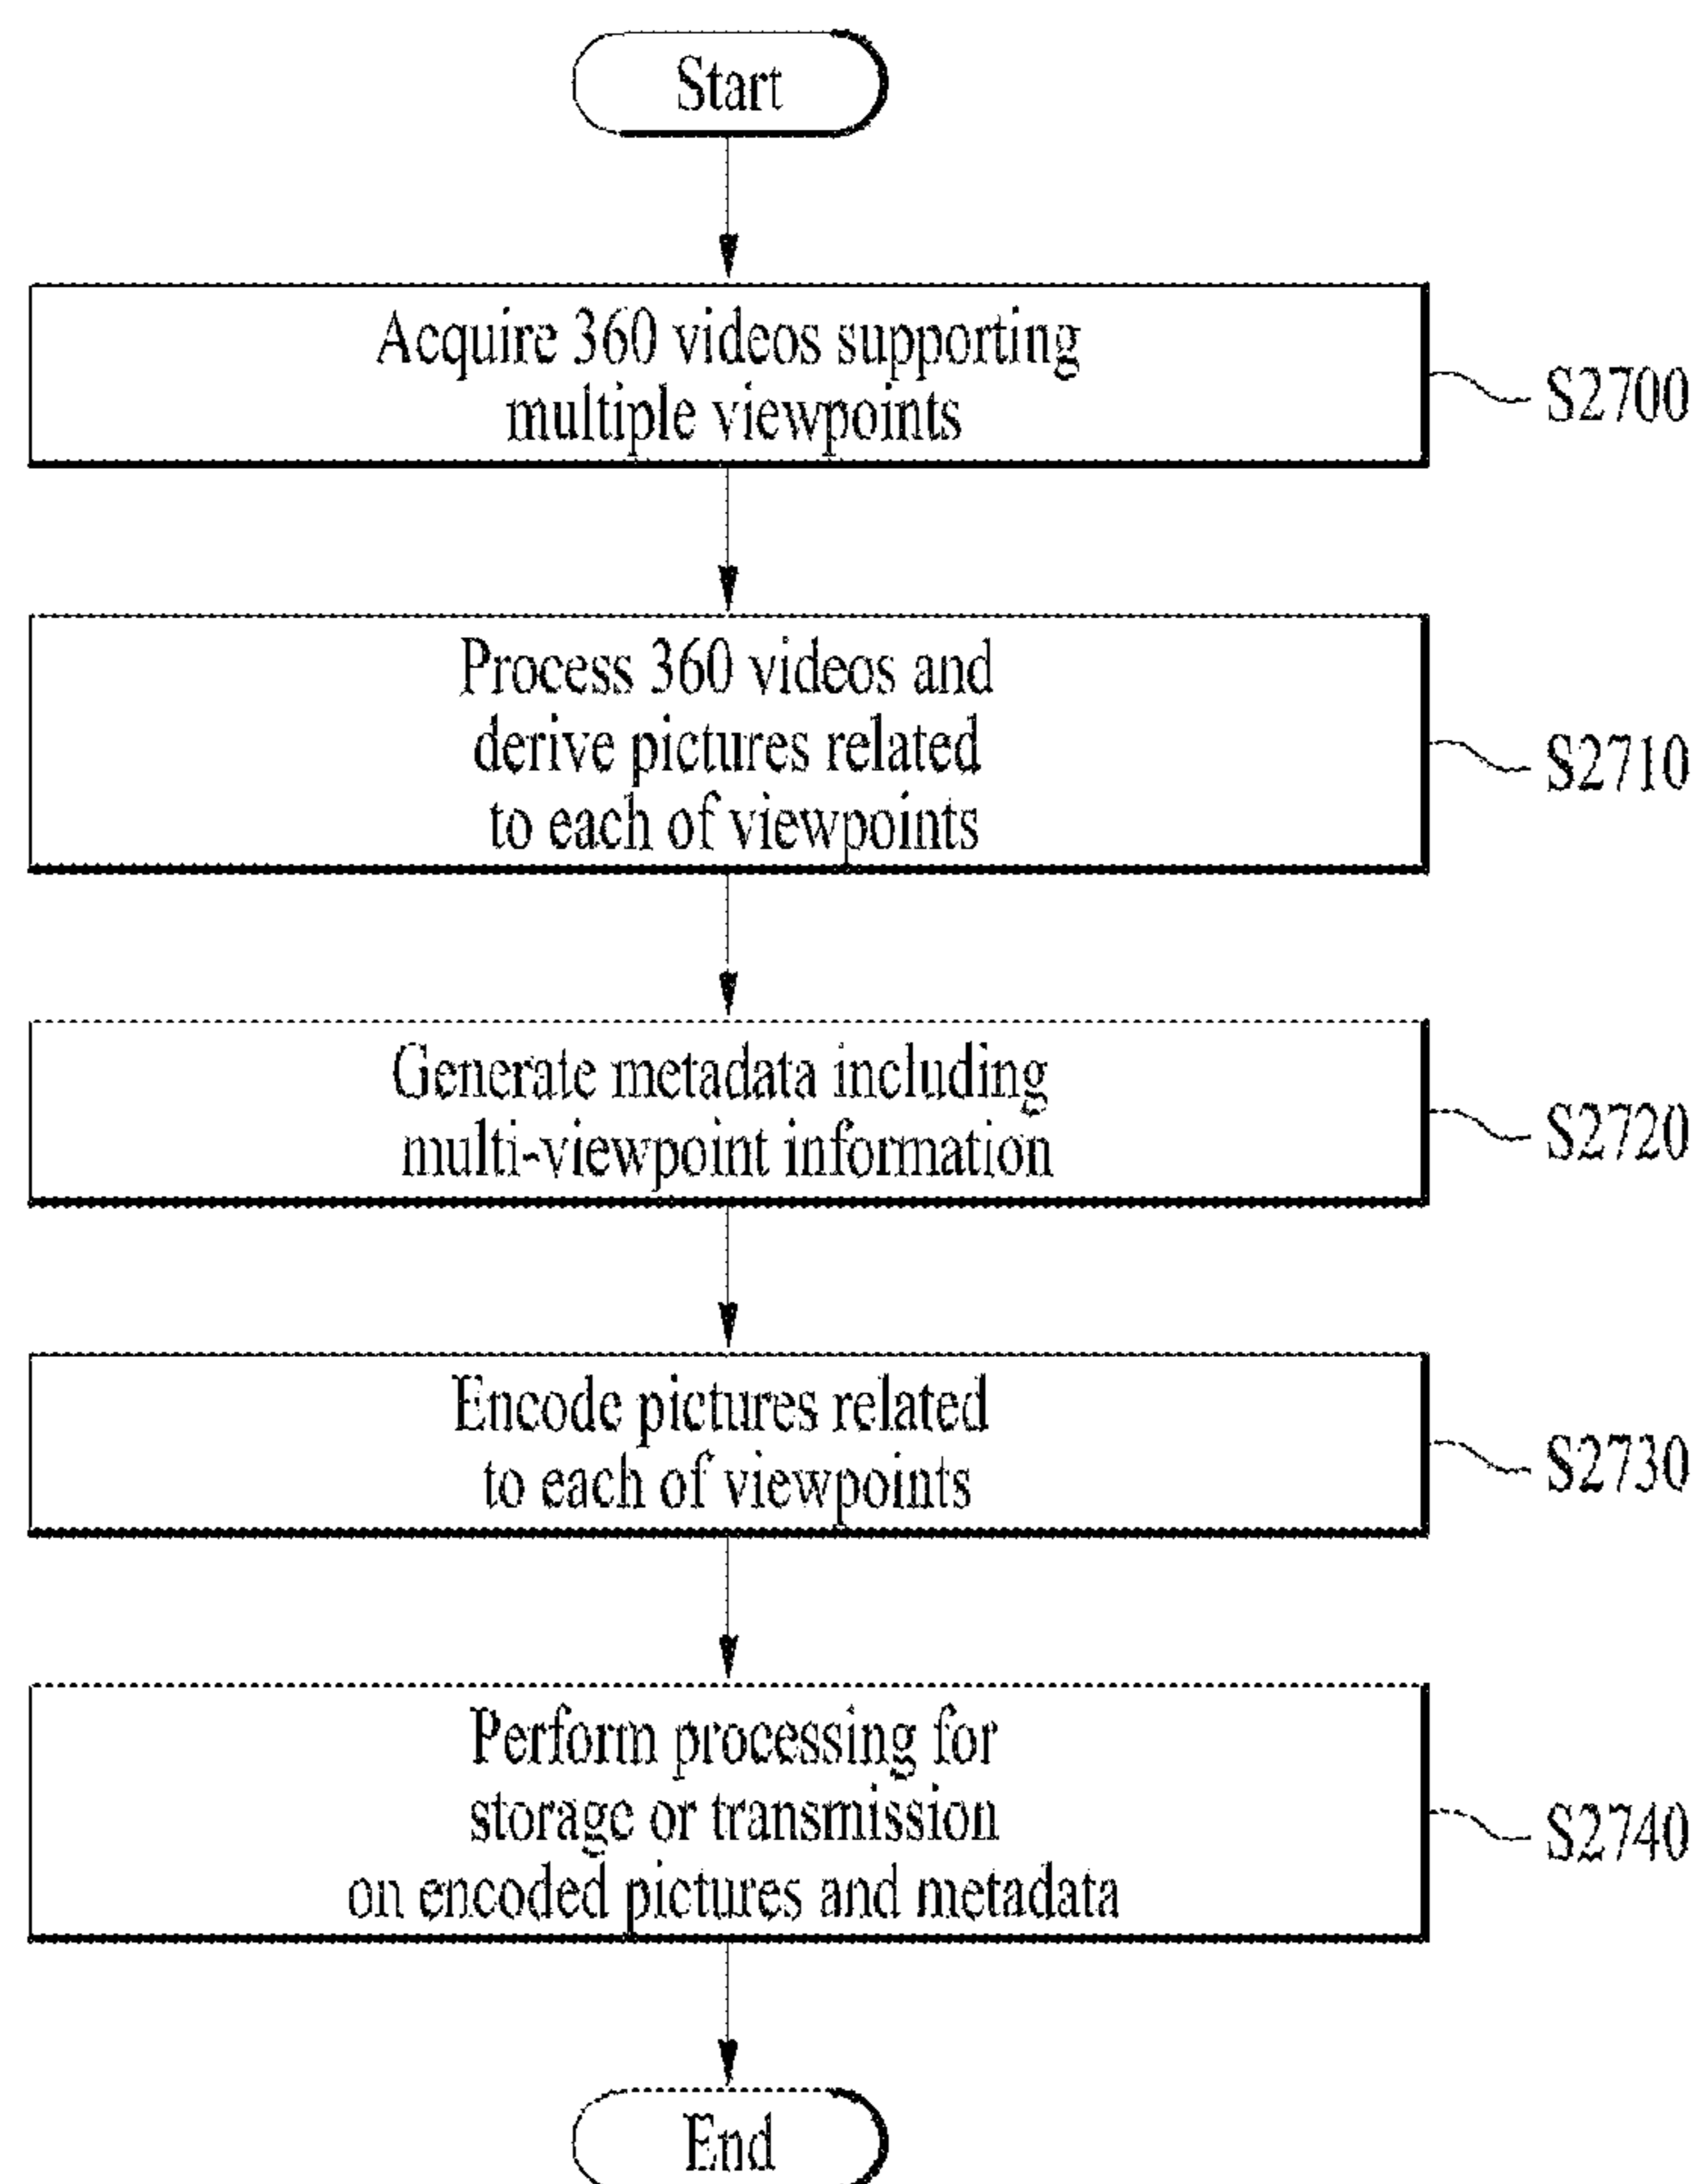 Start
Acquire 360 videos supporting
multiple viewpoints
S2700
Process 360 videos and
derive pictures related
to each of viewpoints
S2710
Generate metadata including
multi-viewpoint information
S2720
Encode pictures related
to each of viewpoints
S2730
Perform processing for
storage or transmission
on encoded pictures and metadata
S2740
End